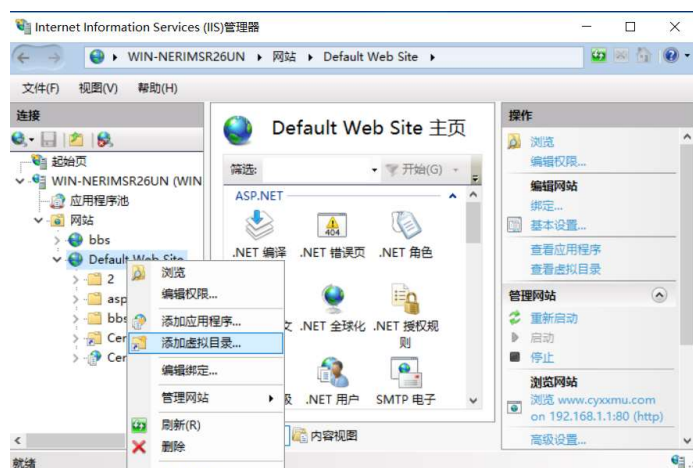 Internet Information Services (IIS)管理器
WIN-NERIMSR26UN
网站
Default Web Site
文件(F)
视图(V)
帮助(H)
连接
起始页
WIN-NERIMSR26UN (WIN
应用程序池
网站
bbs
Default Web Site
2
asp
bbs
Cer
Cer
浏览
编辑权限...
添加应用程序...
添加虚拟目录...
编辑绑定...
管理网站
刷新(R)
删除
Default Web Site 主页
筛选:
开始(G)
ASP.NET
.NET 编译
.NET 错误页
.NET 角色
.NET 全球化
.NET 授权规
则
.NET 用户
SMTP 电子
内容视图
操作
浏览
编辑权限...
编辑网站
绑定...
基本设置...
查看应用程序
查看虚拟目录
管理网站
重新启动
启动
停止
浏览网站
浏览 www.cyxxmu.com
on 192.168.1.1:80 (http)
高级设置...
就绪